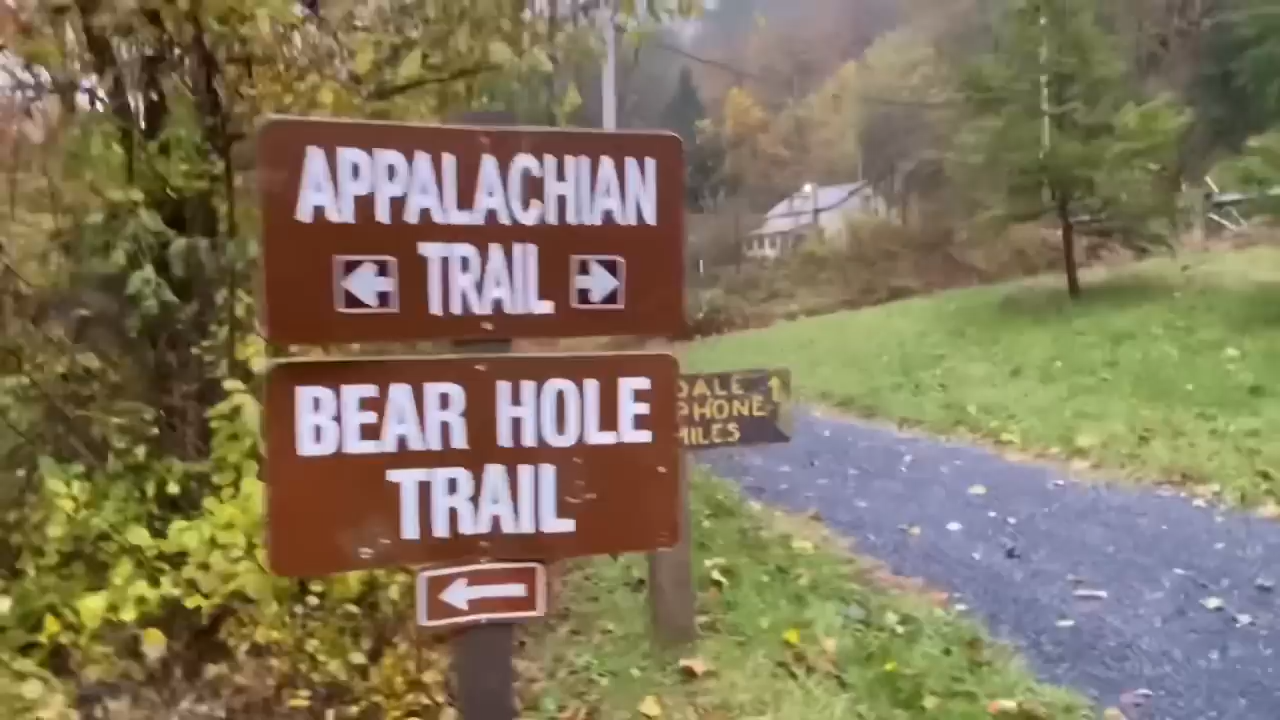 APPALACHIAN
TRAIL
BEAR HOLE
TRAIL
DALE
PHONE
MILES